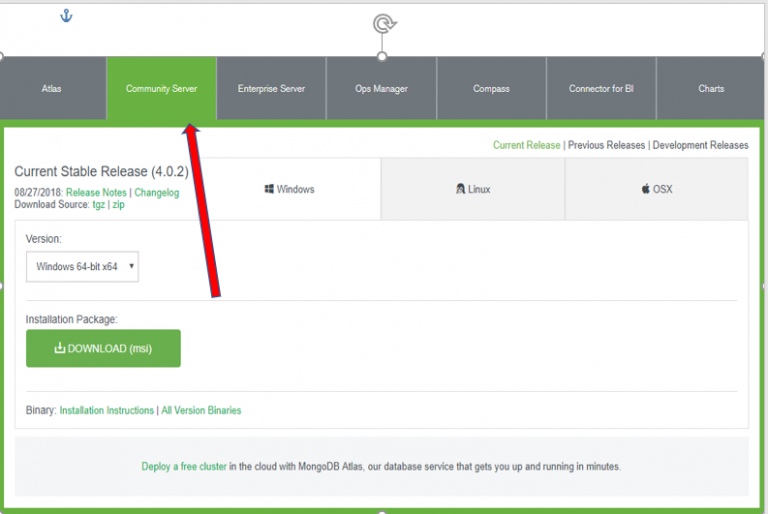 Atlas
Community Server
Enterprise Server
Ops Manager
Compass
Connector for BI
Charts
Current Release | Previous Releases | Development Releases
Current Stable Release (4.0.2)
08/27/2018: Release Notes | Changelog
Download Source: tgz | zip
Windows
Linux
OSX
Version:
Windows 64-bit x64
Installation Package:
DOWNLOAD (msi)
Binary: Installation Instructions | All Version Binaries
Deploy a free cluster in the cloud with MongoDB Atlas, our database service that gets you up and running in minutes.